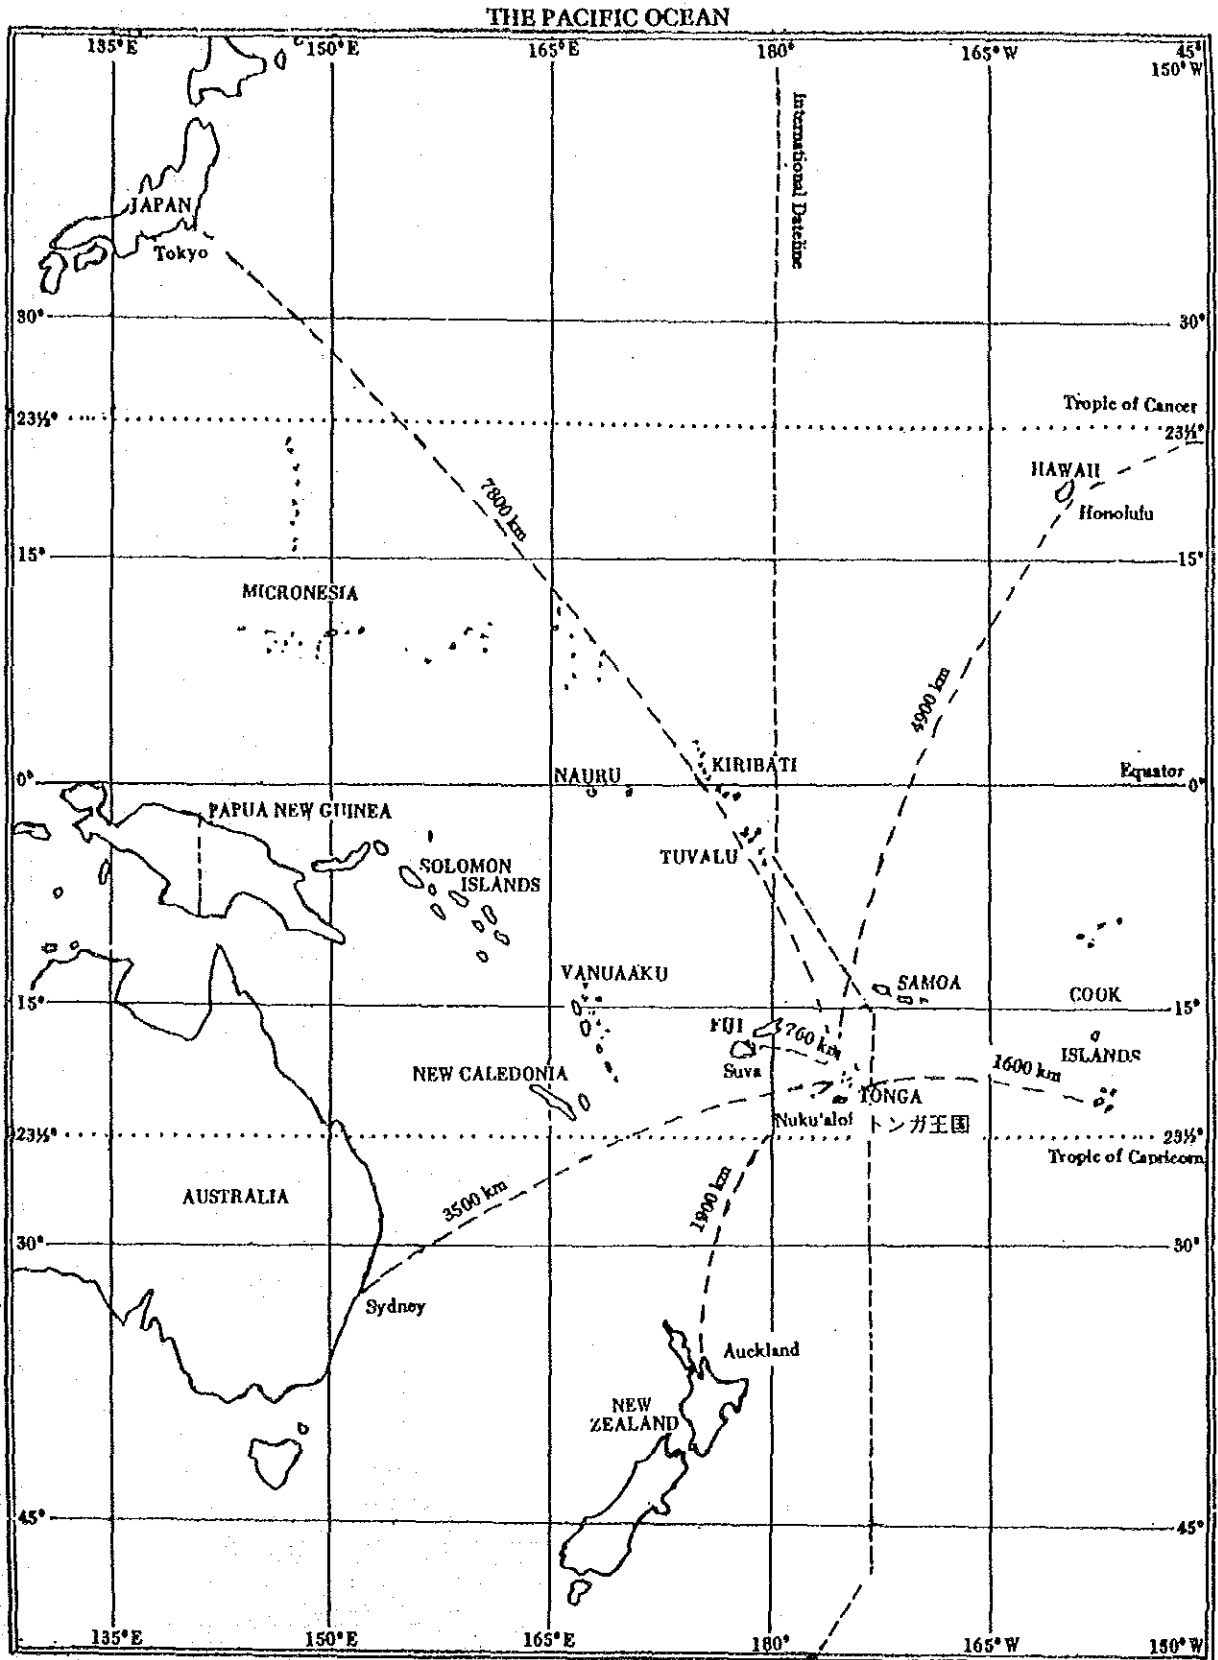 THE PACIFIC OCEAN
135°E 150°E 165°E 180° 165°W 45°
150°W
International Dateline
JAPAN
Tokyo
30° 30°
Tropic of Cancer
23½° 23½°
HAWAII
Honolufu
7800 km
15° 15°
MICRONESIA
4900 km
KIRIBATI
NAURU
Equator
0° 0°
PAPUA NEW GUINEA
TUVALU
SOLOMON
ISLANDS
VANUAAKU
SAMOA
COOK
ISLANDS
15° 15°
FIJI
760 km
Suva
1600 km
NEW CALEDONIA
TONGA
Nuku'alof トンガ王国
23½° 23½°
Tropic of Capricorn
AUSTRALIA
3500 km
1900 km
30° 30°
Sydney
Auckland
NEW
ZEALAND
45° 45°
135°E 150°E 165°E 180° 165°W 150°W